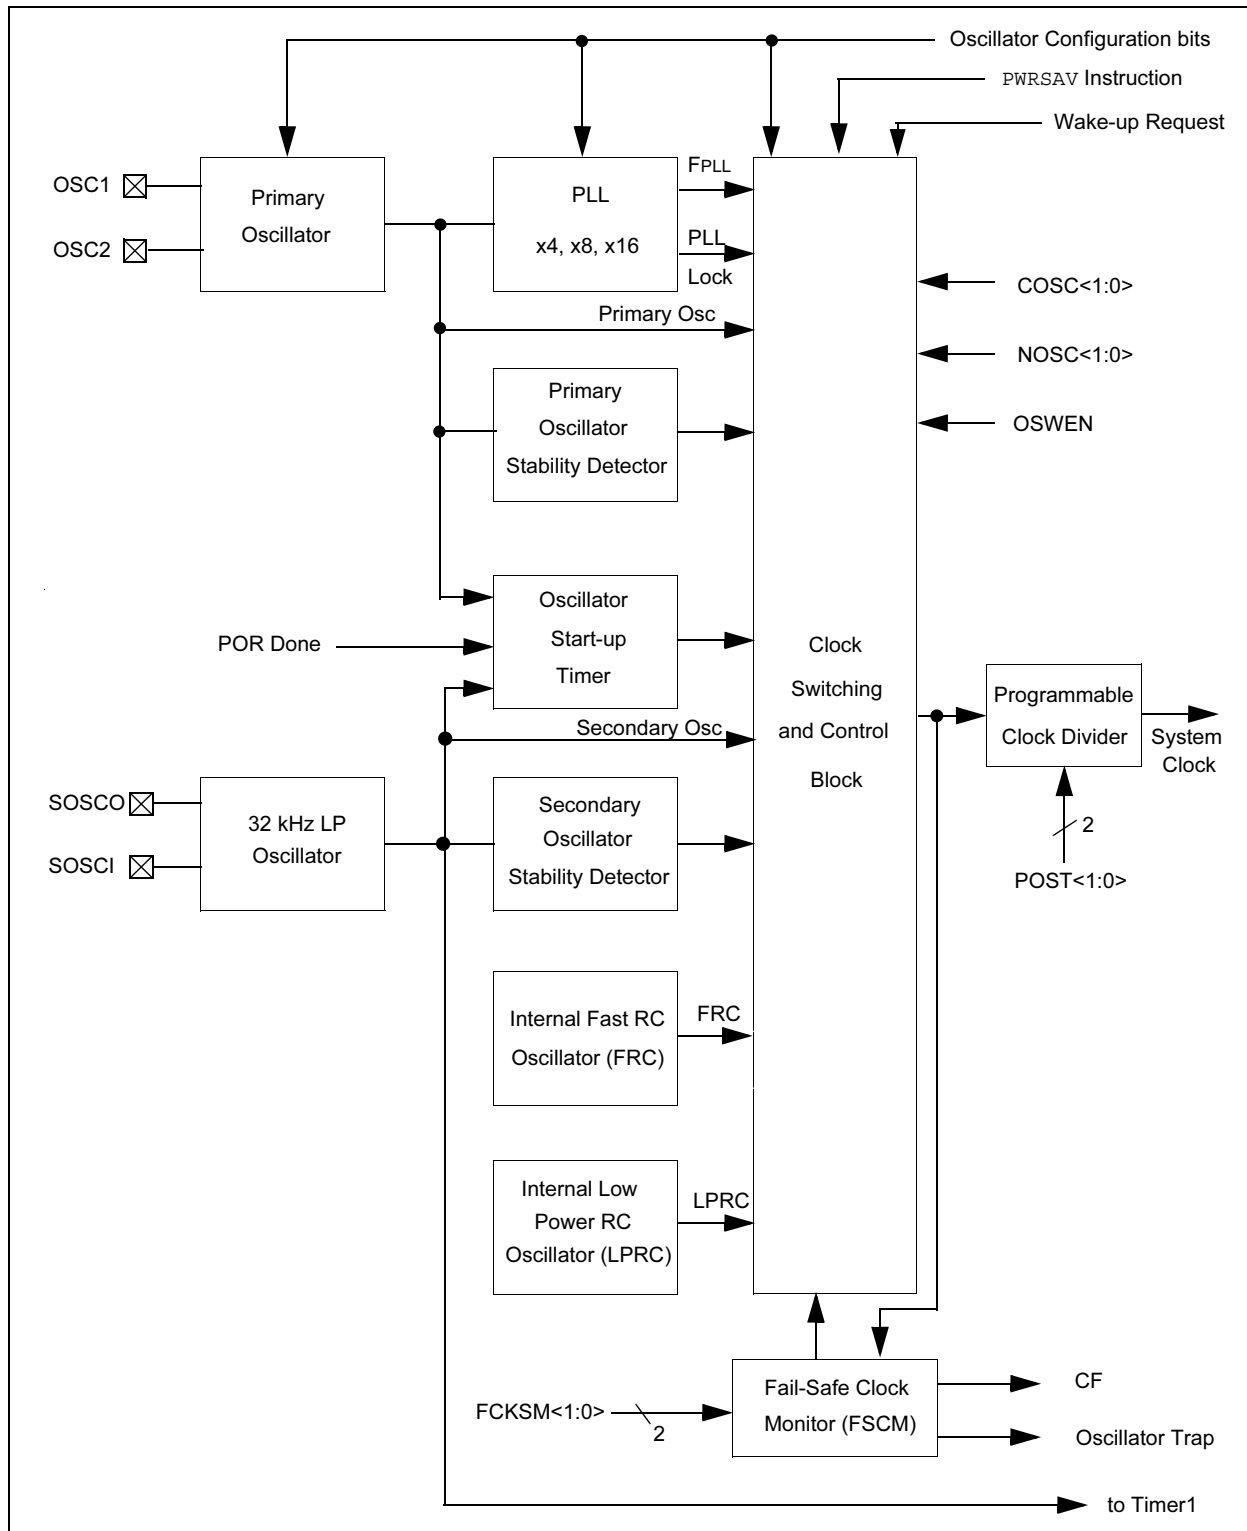 Oscillator Configuration bits
PWRSAV Instruction
Wake-up Request
OSC1
OSC2
Primary
Oscillator
PLL
x4, x8, x16
FPLL
PLL
Lock
Primary Osc
COSC<1:0>
NOSC<1:0>
OSWEN
Primary
Oscillator
Stability Detector
Oscillator
Start-up
Timer
POR Done
Secondary Osc
Clock
Switching
and Control
Block
Programmable
Clock Divider
System
Clock
2
POST<1:0>
SOSCO
SOSCI
32 kHz LP
Oscillator
Secondary
Oscillator
Stability Detector
Internal Fast RC
Oscillator (FRC)
FRC
Internal Low
Power RC
Oscillator (LPRC)
LPRC
FCKSM<1:0>
2
Fail-Safe Clock
Monitor (FSCM)
CF
Oscillator Trap
to Timer1